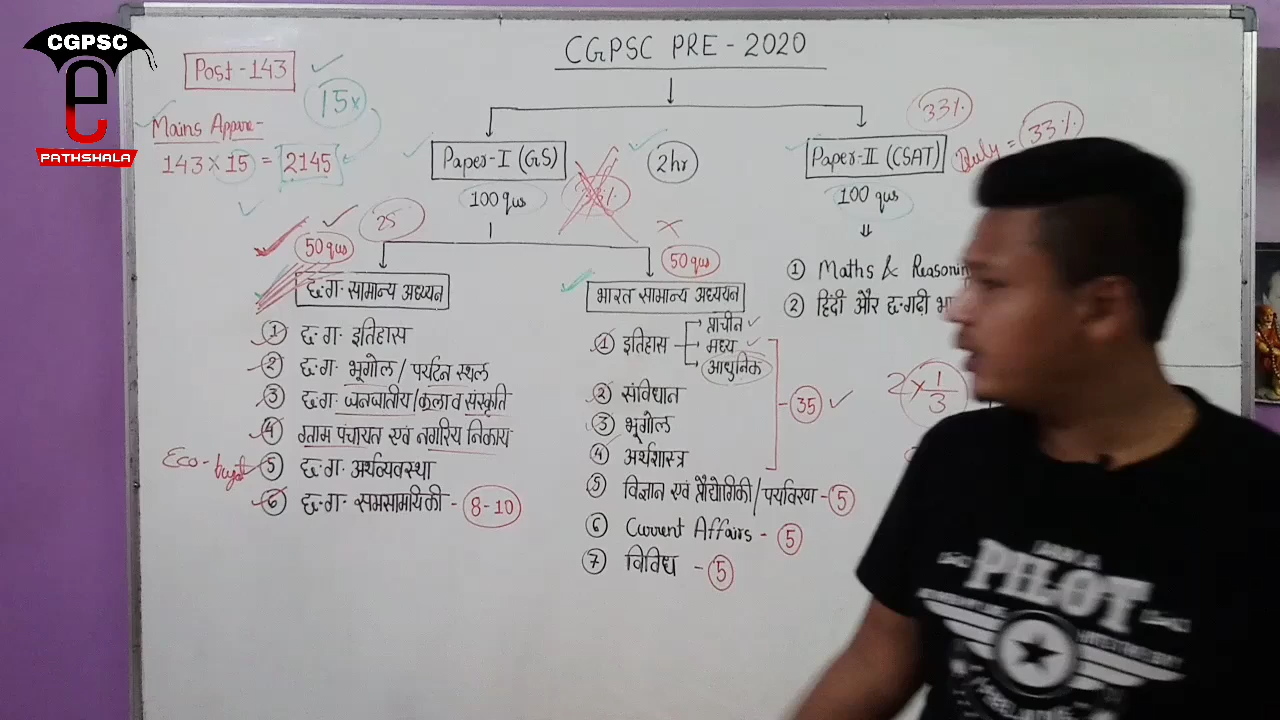 CGPSC
e
PATHSHALA
CGPSC PRE - 2020
Post - 143
15x
Mains Appear-
143 x 15 = 2145
Paper-I (GS)
100 qus
2hr
33%
Paper-II (CSAT)
100 qus
= 33%
⇓
① Maths & Reasonin
② हिंदी और छ.गढ़ी भा
50 qus
25
छ.ग. सामान्य अध्ययन
① छ.ग. इतिहास
② छ.ग. भूगोल / पर्यटन स्थल
③ छ.ग. जनजातीय / कला व संस्कृति
④ ग्राम पंचायत एवं नगरिय निकाय
⑤ छ.ग. अर्थव्यवस्था
Eco-
⑥ छ.ग. समसामायिकी - 8-10
50 qus
भारत सामान्य अध्ययन
① इतिहास
प्राचीन
मध्य
आधुनिक
② संविधान
③ भूगोल
④ अर्थशास्त्र
35
⑤ विज्ञान एवं प्रौद्योगिकी / पर्यावरण - 5
⑥ Current Affairs - 5
⑦ विविध - 5
2 x 1/3
PILOT